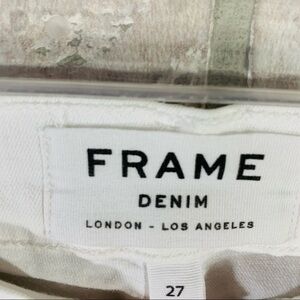 FRAME
DENIM
LONDON - LOS ANGELES
27